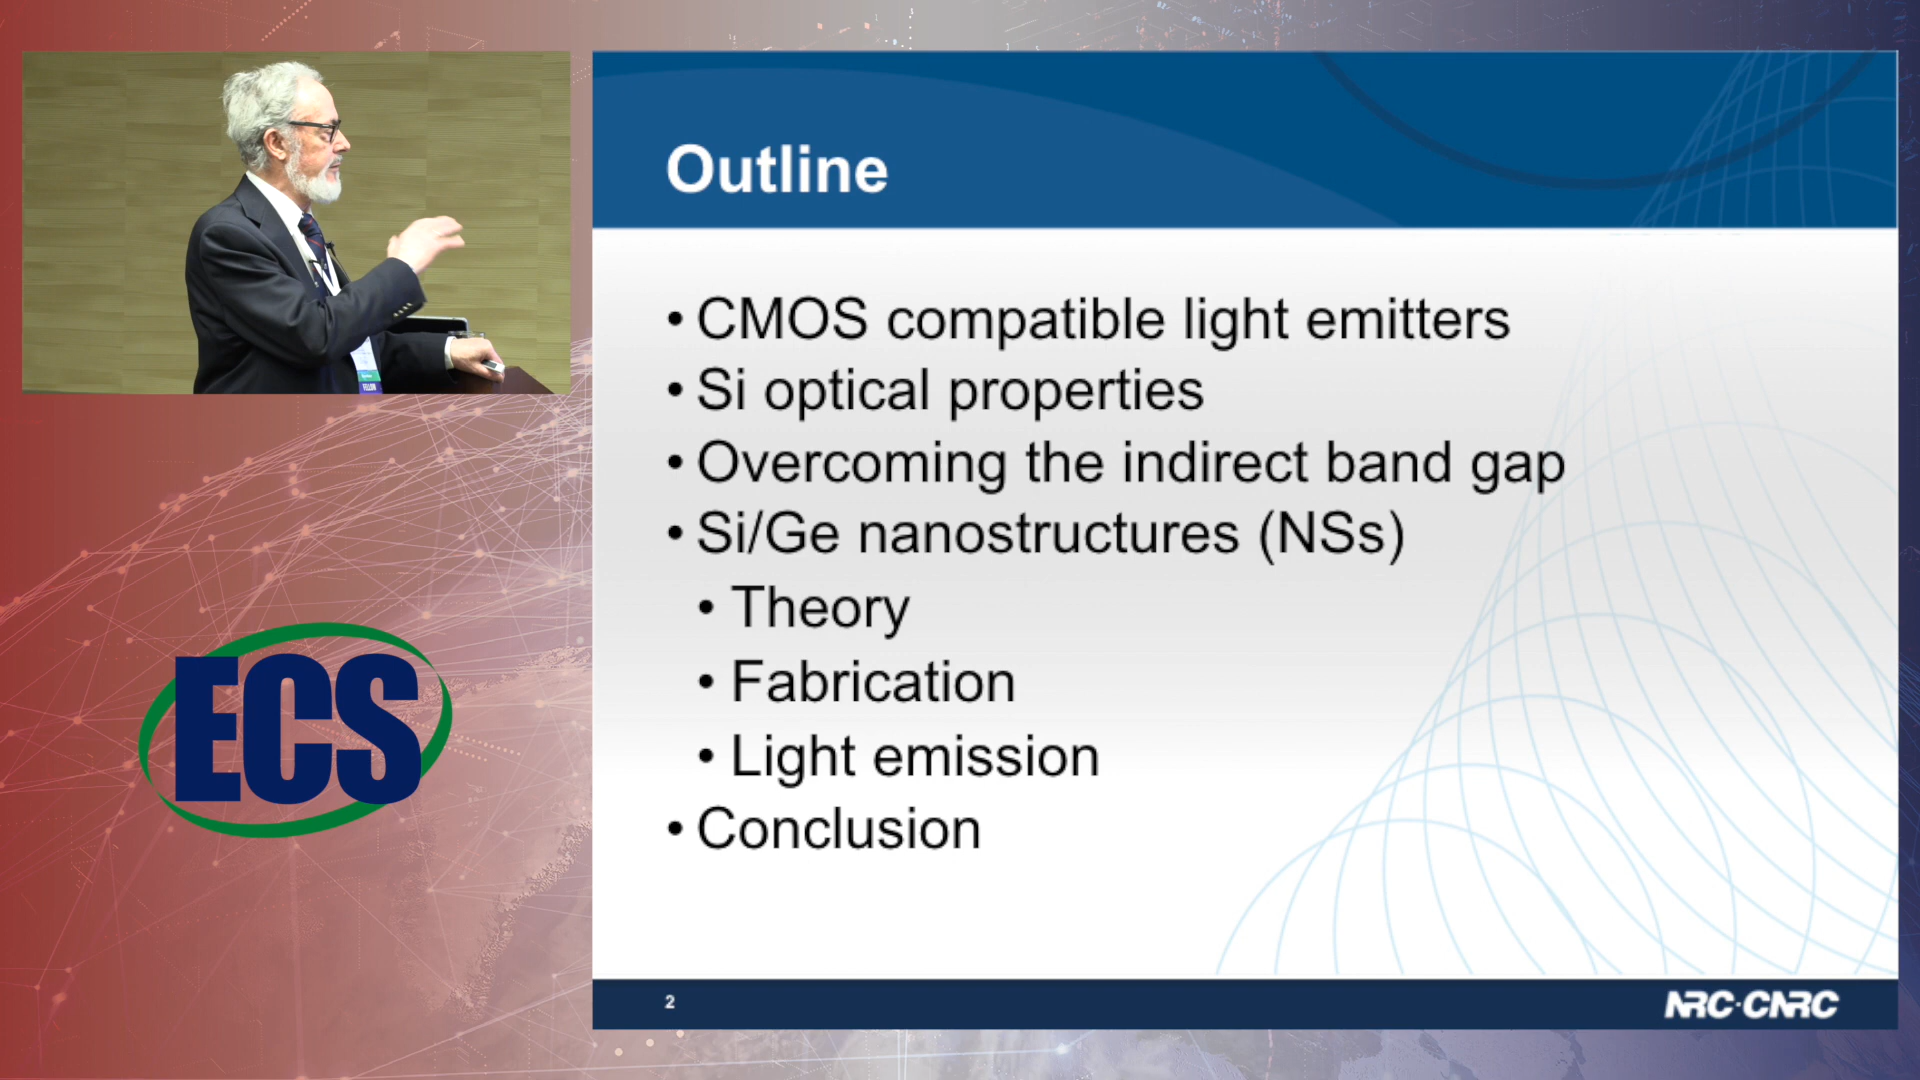 Outline
• CMOS compatible light emitters
• Si optical properties
• Overcoming the indirect band gap
• Si/Ge nanostructures (NSs)
• Theory
• Fabrication
• Light emission
• Conclusion
2
NRC·CNRC
ECS
FELLOW